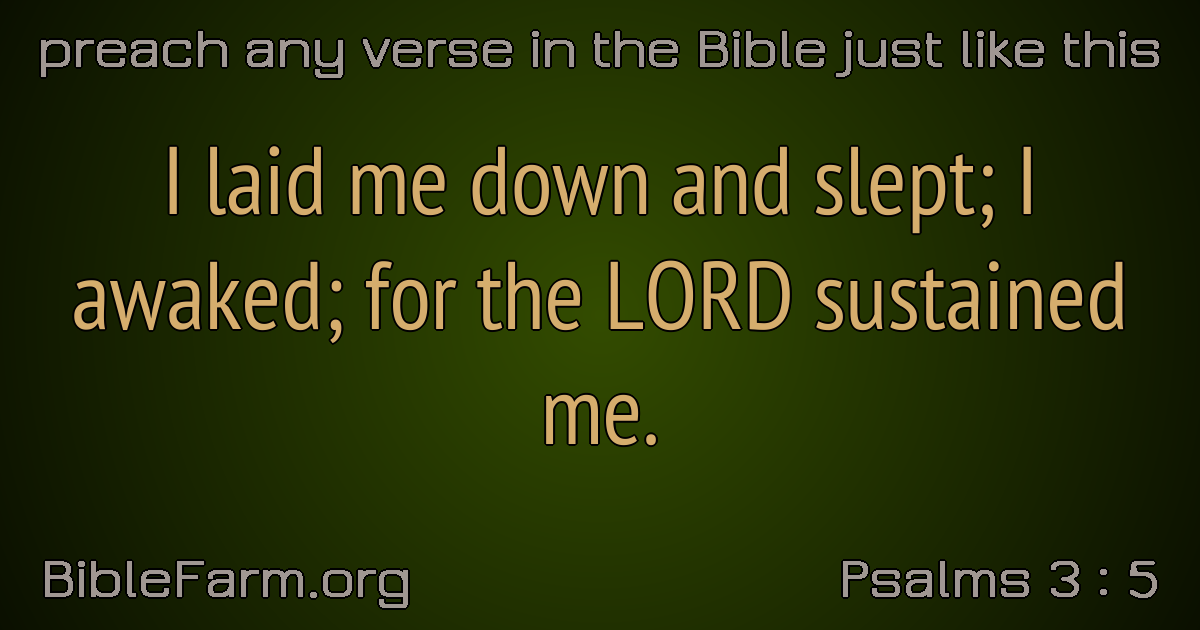 preach any verse in the Bible just like this
I laid me down and slept; I
awaked; for the LORD sustained
me.
BibleFarm.org
Psalms 3 : 5